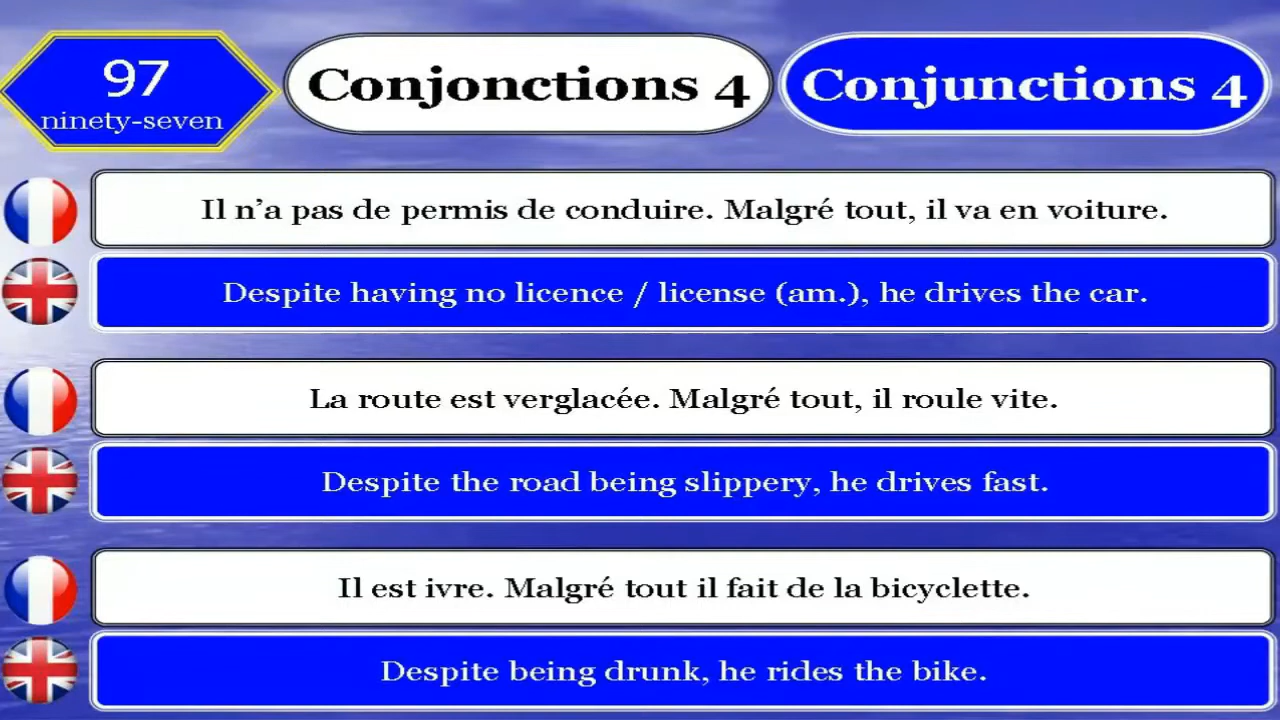 97
ninety-seven
Conjonctions 4
Conjunctions 4
Il n’a pas de permis de conduire. Malgré tout, il va en voiture.
Despite having no licence / license (am.), he drives the car.
La route est verglacée. Malgré tout, il roule vite.
Despite the road being slippery, he drives fast.
Il est ivre. Malgré tout il fait de la bicyclette.
Despite being drunk, he rides the bike.